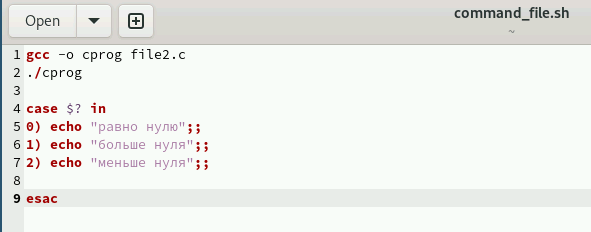 Open
command_file.sh
~
1 gcc -o cprog file2.c
2 ./cprog
3
4 case $? in
5 0) echo "равно нулю";;
6 1) echo "больше нуля";;
7 2) echo "меньше нуля";;
8
9 esac